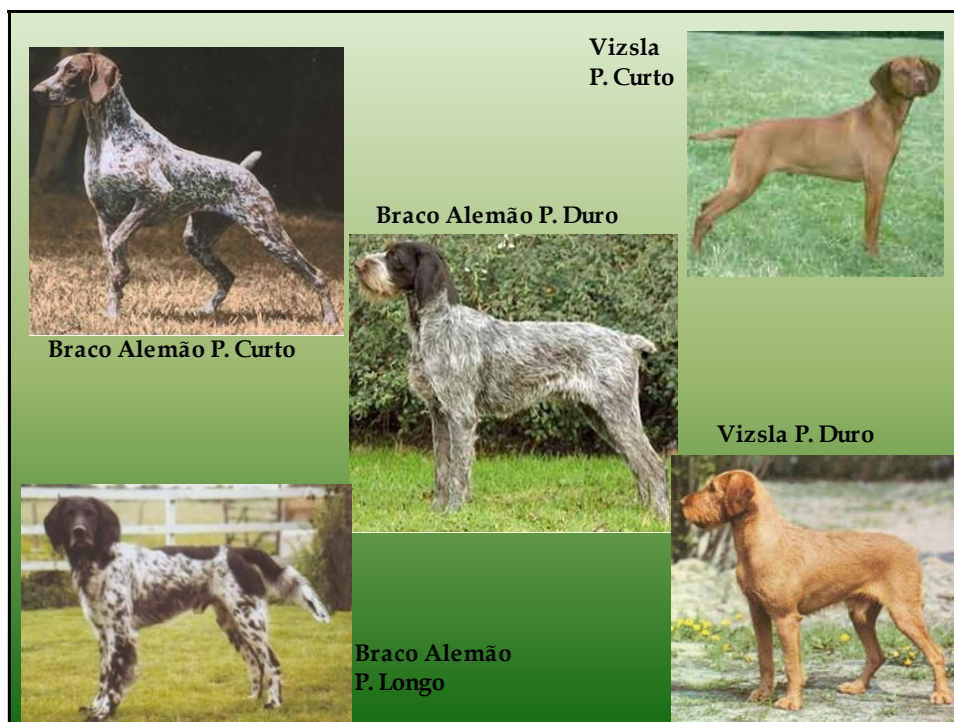 Vizsla
P. Curto
Braco Alemão P. Duro
Braco Alemão P. Curto
Vizsla P. Duro
Braco Alemão
P. Longo